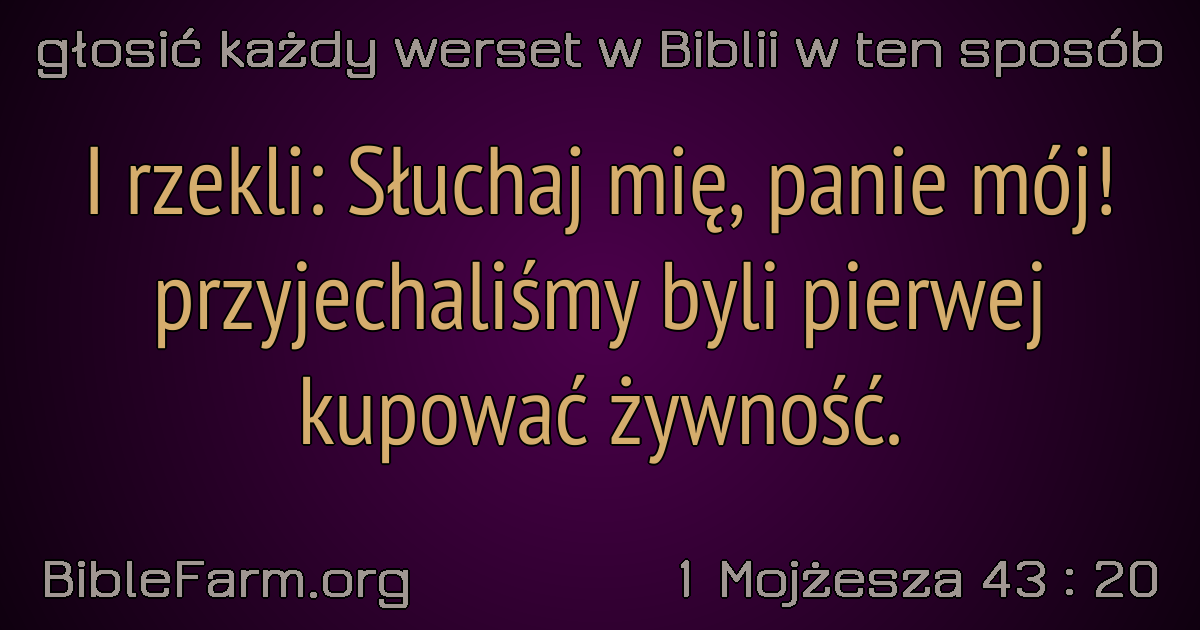 głosić każdy werset w Biblii w ten sposób
I rzekli: Słuchaj mię, panie mój!
przyjechaliśmy byli pierwej
kupować żywność.
BibleFarm.org
1 Mojżesza 43 : 20